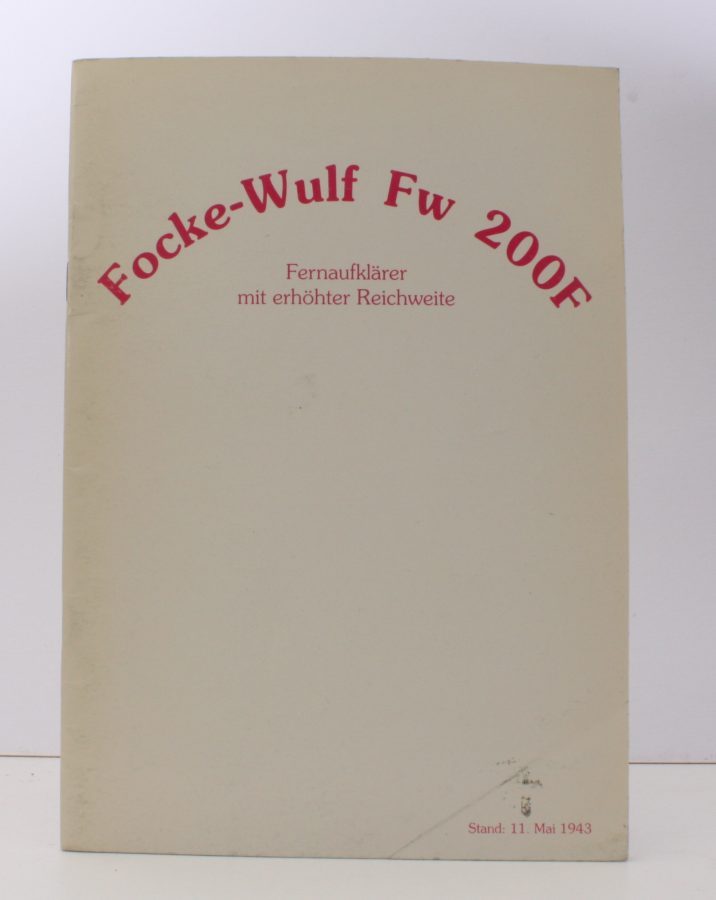 Focke-Wulf Fw 200F
Fernaufklärer
mit erhöhter Reichweite
Stand: 11. Mai 1943